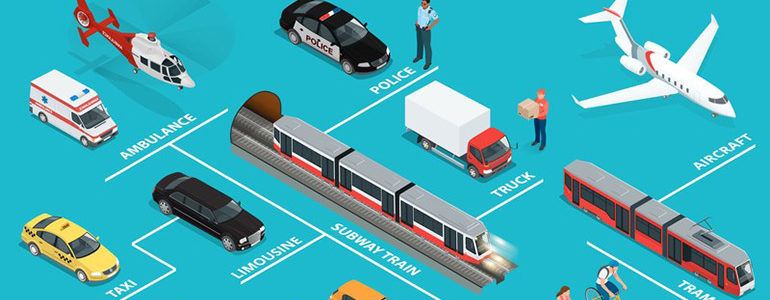 POLICE
POLICE
AMBULANCE
TRUCK
AIRCRAFT
SUBWAY TRAIN
LIMOUSINE
TAXI
TRAM